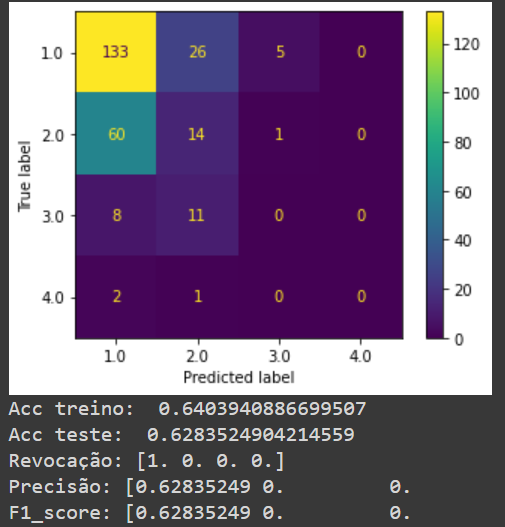 1.0 133 26 5 0 120
100
2.0 60 14 1 0 80
True label
60
3.0 8 11 0 0 40
4.0 2 1 0 0 20
0
1.0 2.0 3.0 4.0
Predicted label
Acc treino: 0.6403940886699507
Acc teste: 0.6283524904214559
Revocação: [1. 0. 0. 0.]
Precisão: [0.62835249 0. 0.
F1_score: [0.62835249 0. 0.